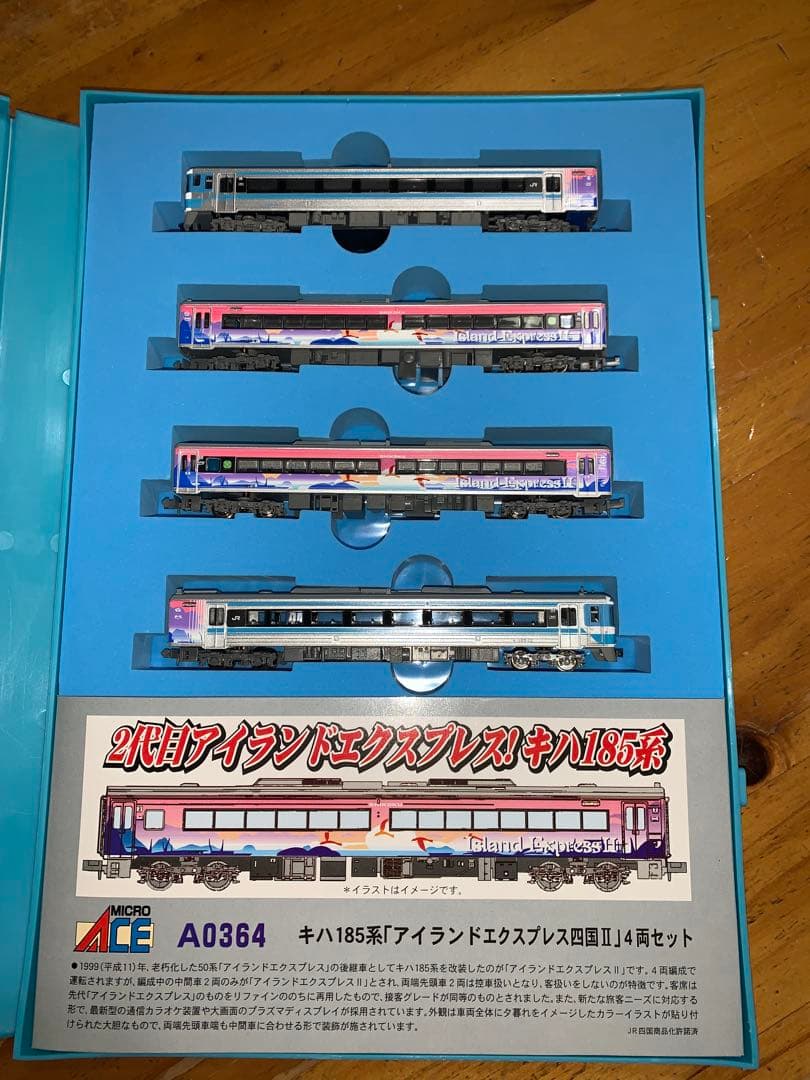 JR
Island ExpressII
Island ExpressII
JR
2代目アイランドエクスプレス!キハ185系
Island ExpressII
*イラストはイメージです。
MICRO
ACE
A0364
キハ185系「アイランドエクスプレス四国Ⅱ」4両セット
●1999(平成11)年、老朽化した50系「アイランドエクスプレス」の後継車としてキハ185系を改装したのが「アイランドエクスプレスⅡ」です。4両編成で
運転されますが、編成中の中間車2両のみが「アイランドエクスプレスⅡ」とされ、両端先頭車2両は控車扱いとなり、客扱いをしないのが特徴です。客席は
先代「アイランドエクスプレス」のものをリファインののちに再用したもので、接客グレードが同等のものとされました。また、新たな旅客ニーズに対応する
形で、最新型の通信カラオケ装置や大画面のプラズマディスプレイが採用されています。外観は車両全体に夕暮れをイメージしたカラーイラストが貼り付
けられた大胆なもので、両端先頭車端も中間車に合わせる形で装飾が施されています。
JR四国商品化許諾済